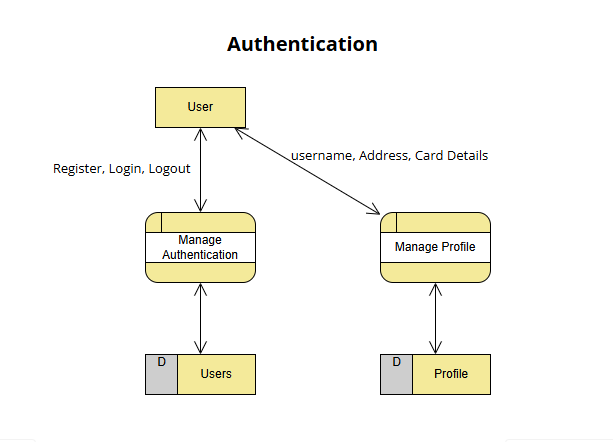 Authentication
User
username, Address, Card Details
Register, Login, Logout
Manage
Authentication
Manage Profile
D
Users
D
Profile